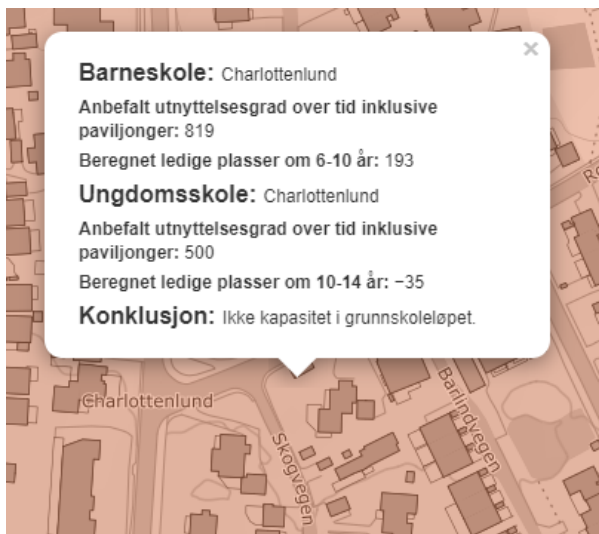 ×
Barneskole: Charlottenlund
Anbefalt utnyttelsesgrad over tid inklusive
paviljonger: 819
Beregnet ledige plasser om 6-10 år: 193
Ungdomsskole: Charlottenlund
Anbefalt utnyttelsesgrad over tid inklusive
paviljonger: 500
Beregnet ledige plasser om 10-14 år: −35
Konklusjon: Ikke kapasitet i grunnskoleløpet.
Charlottenlund
Skogvegen
Barlindvegen